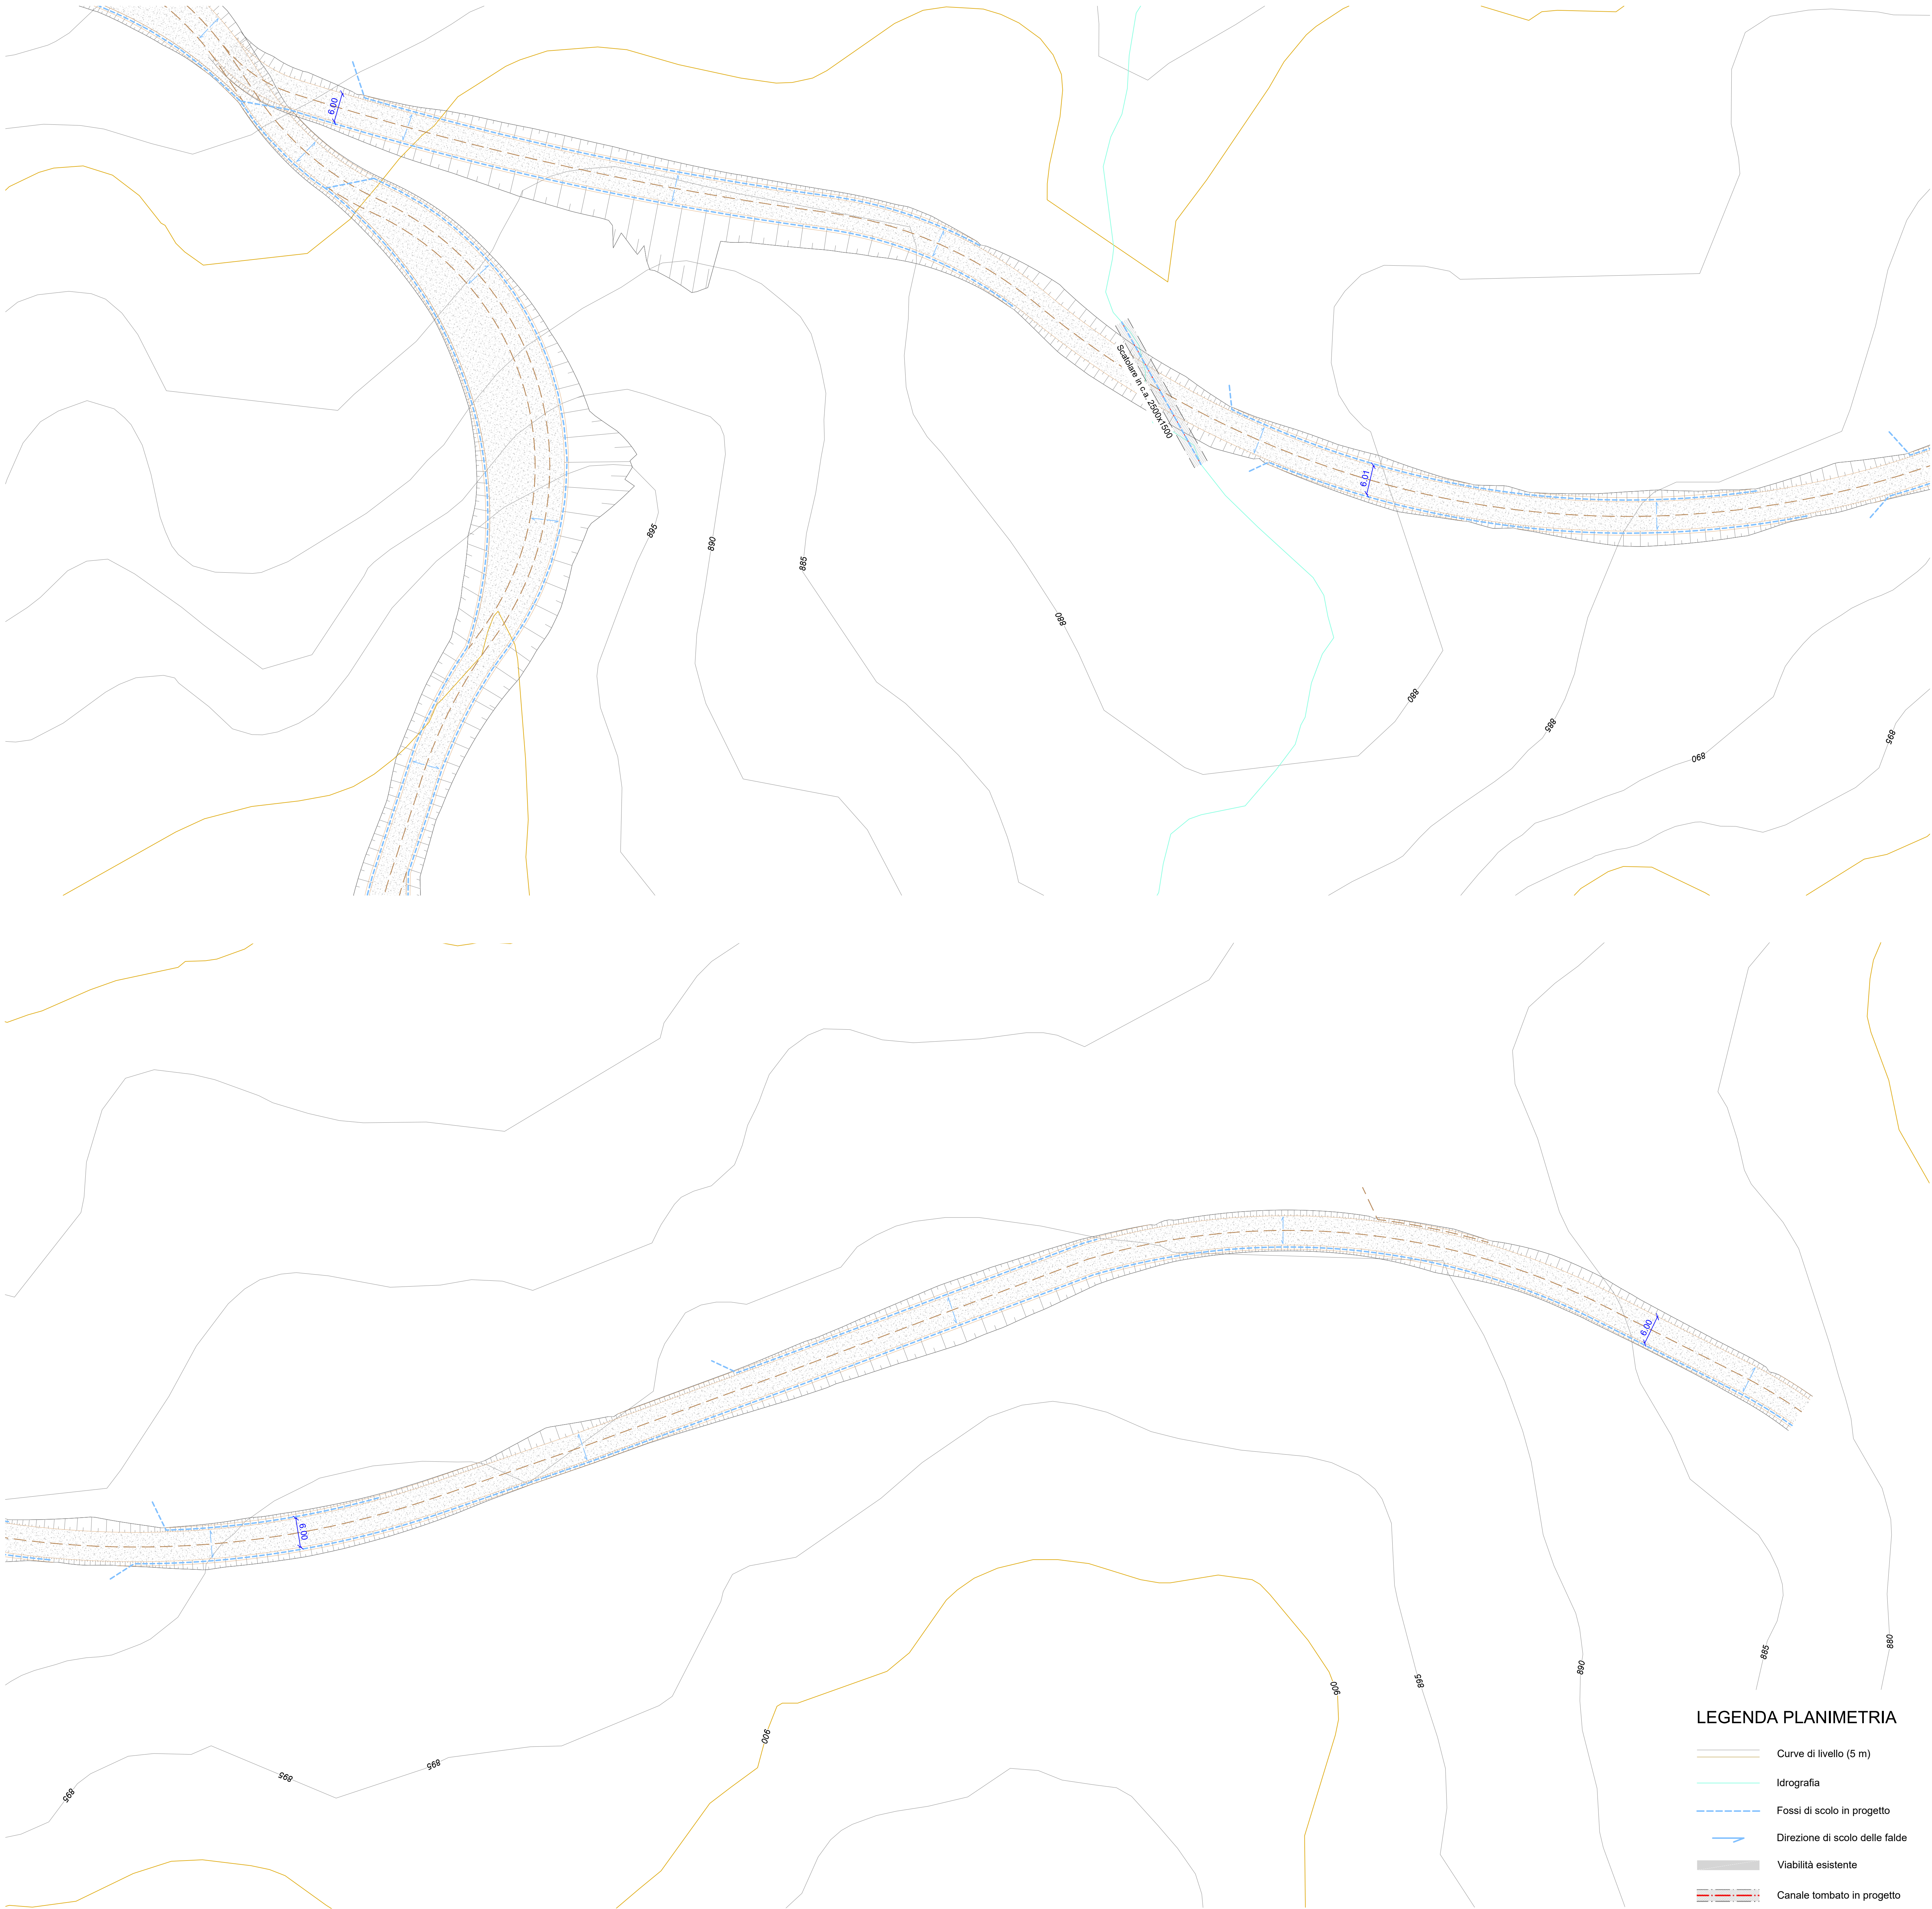 6.00
Scatolare in c.a. 2500x1500
6.01
895
890
885
880
880
885
890
895
6.00
6.00
900
895
890
885
880
900
895
895
895
LEGENDA PLANIMETRIA
Curve di livello (5 m)
Idrografia
Fossi di scolo in progetto
Direzione di scolo delle falde
Viabilità esistente
Canale tombato in progetto